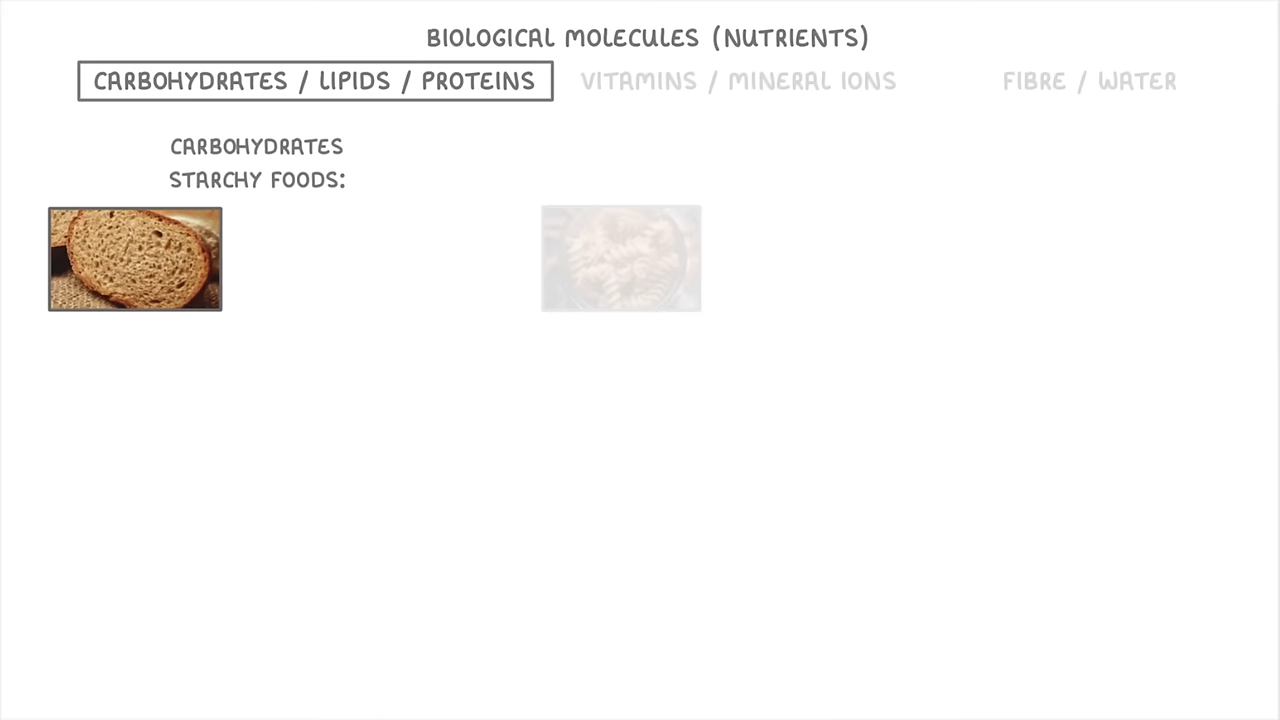 BIOLOGICAL MOLECULES (NUTRIENTS)
CARBOHYDRATES / LIPIDS / PROTEINS VITAMINS / MINERAL IONS FIBRE / WATER
CARBOHYDRATES
STARCHY FOODS: